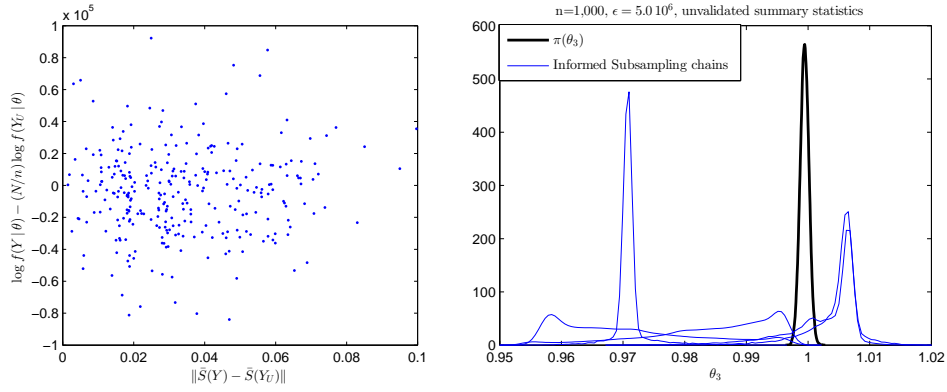 × 10^5
1
0.8
0.6
0.4
0.2
0
−0.2
−0.4
−0.6
−0.8
−1
0 0.02 0.04 0.06 0.08 0.1
log f(Y | θ) − (N/n) log f(Y_U | θ)
‖S̄(Y) − S̄(Y_U)‖
n=1,000, ϵ = 5.0 10^6, unvalidated summary statistics
π(θ_3)
Informed Subsampling chains
600
500
400
300
200
100
0
0.95 0.96 0.97 0.98 0.99 1 1.01 1.02
θ_3